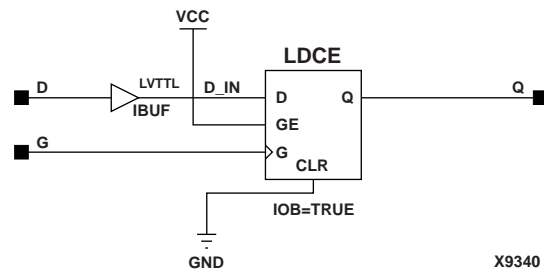 VCC
LDCE
D
LVTTL
D_IN
IBUF
D
Q
Q
GE
G
G
CLR
IOB=TRUE
GND
X9340